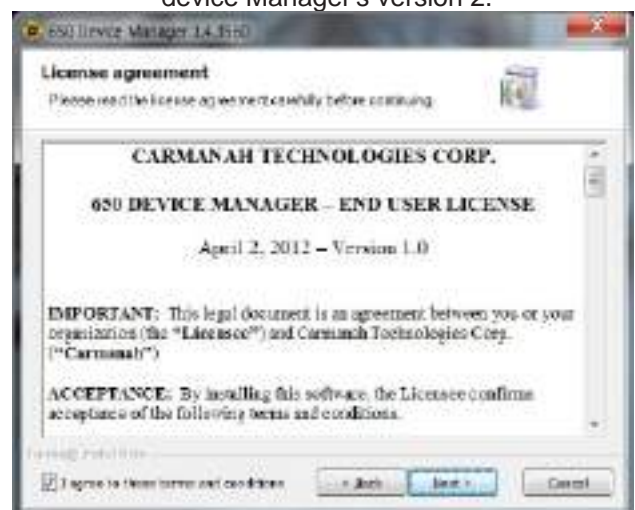 device Manager's version 2.
650 Device Manager 1.4.3560
License agreement
Please read the license agreement carefully before continuing.
CARMANAH TECHNOLOGIES CORP.
650 DEVICE MANAGER – END USER LICENSE
April 2, 2012 – Version 1.0
IMPORTANT: This legal document is an agreement between you or your
organization (the “Licensee”) and Carmanah Technologies Corp.
(“Carmanah”)
ACCEPTANCE: By installing this software, the Licensee confirms
acceptance of the following terms and conditions.
I agree to these terms and conditions
< Back
Next >
Cancel